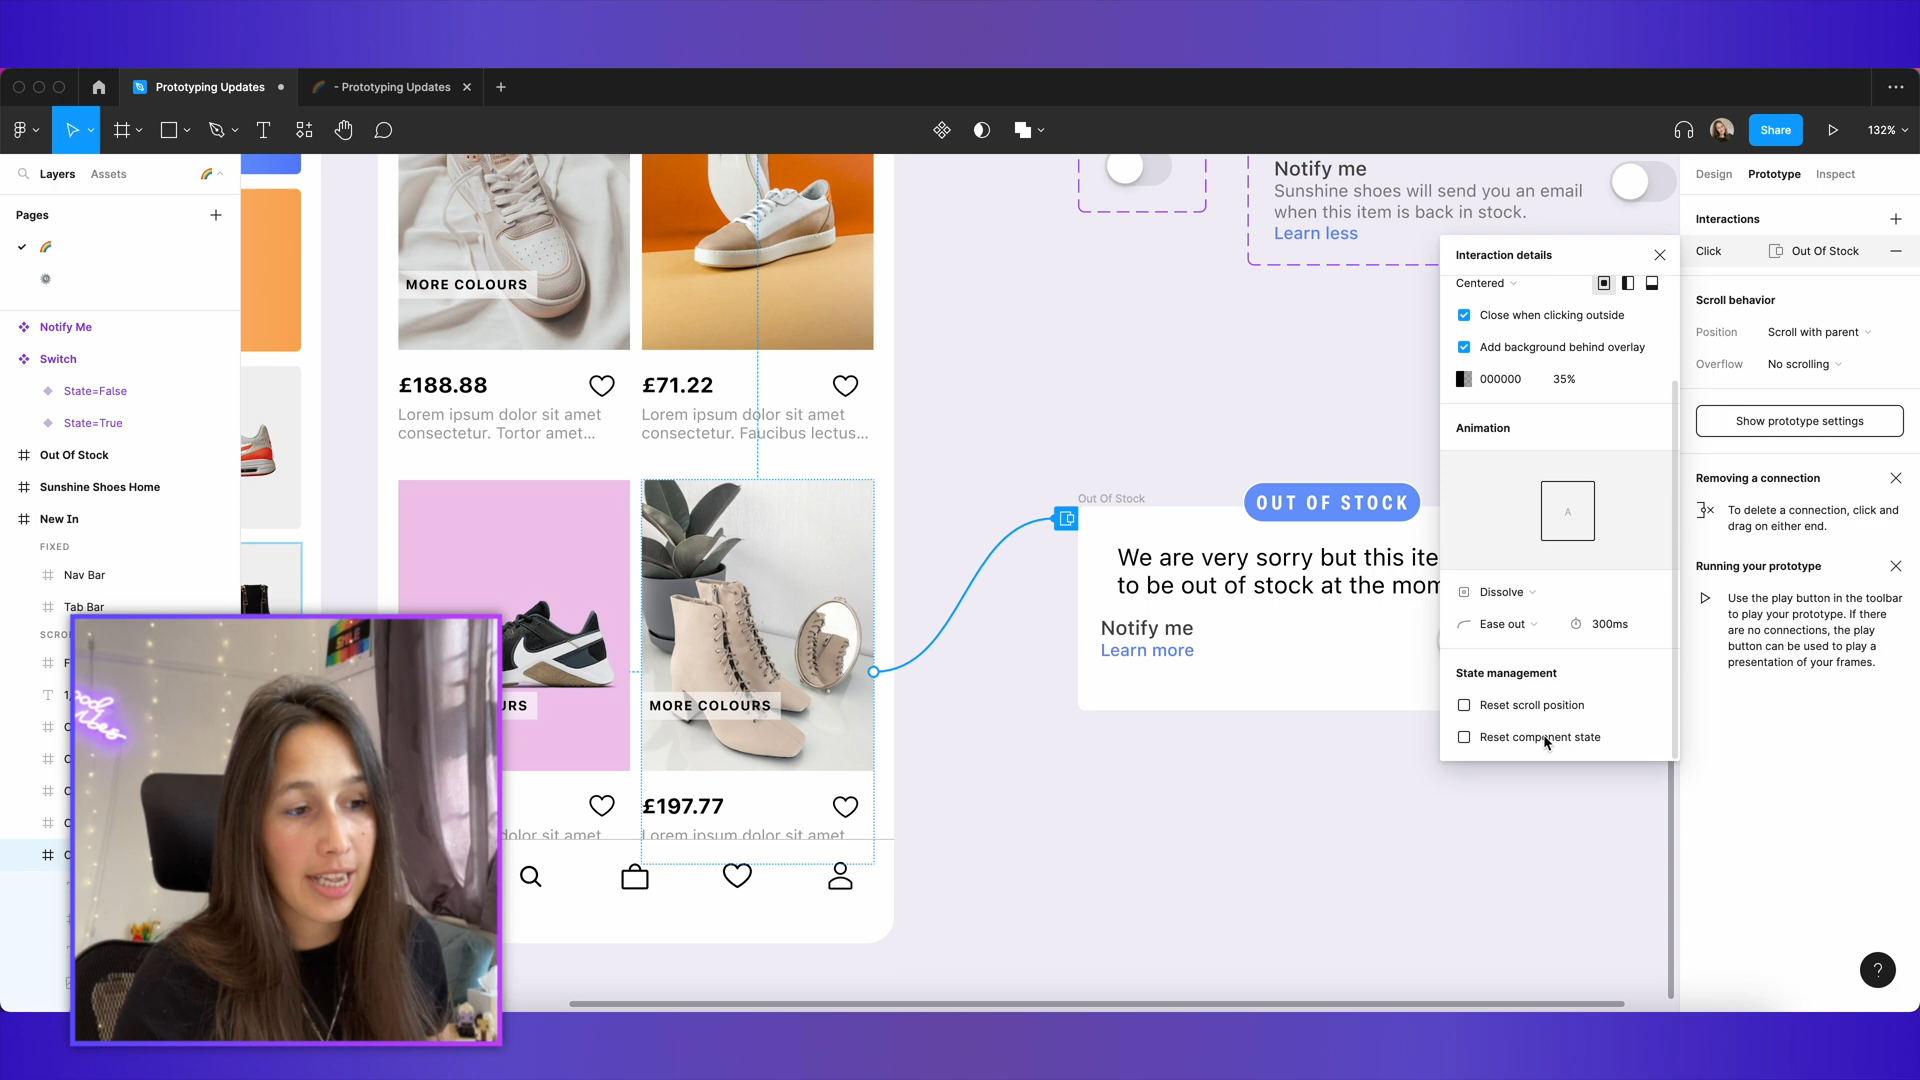 Prototyping Updates
- Prototyping Updates
Share
132%
Layers
Assets
Pages
Notify Me
Switch
State=False
State=True
Out Of Stock
Sunshine Shoes Home
New In
FIXED
Nav Bar
Tab Bar
MORE COLOURS
£188.88
Lorem ipsum dolor sit amet
consectetur. Tortor amet...
£71.22
Lorem ipsum dolor sit amet
consectetur. Faucibus lectus...
MORE COLOURS
£197.77
Lorem ipsum dolor sit amet
dolor sit amet
Notify me
Sunshine shoes will send you an email
when this item is back in stock.
Learn less
Out Of Stock
OUT OF STOCK
We are very sorry but this ite
to be out of stock at the mom
Notify me
Learn more
Interaction details
Centered
Close when clicking outside
Add background behind overlay
000000
35%
Animation
A
Dissolve
Ease out
300ms
State management
Reset scroll position
Reset component state
Design
Prototype
Inspect
Interactions
Click
Out Of Stock
Scroll behavior
Position
Scroll with parent
Overflow
No scrolling
Show prototype settings
Removing a connection
To delete a connection, click and
drag on either end.
Running your prototype
Use the play button in the toolbar
to play your prototype. If there
are no connections, the play
button can be used to play a
presentation of your frames.
?